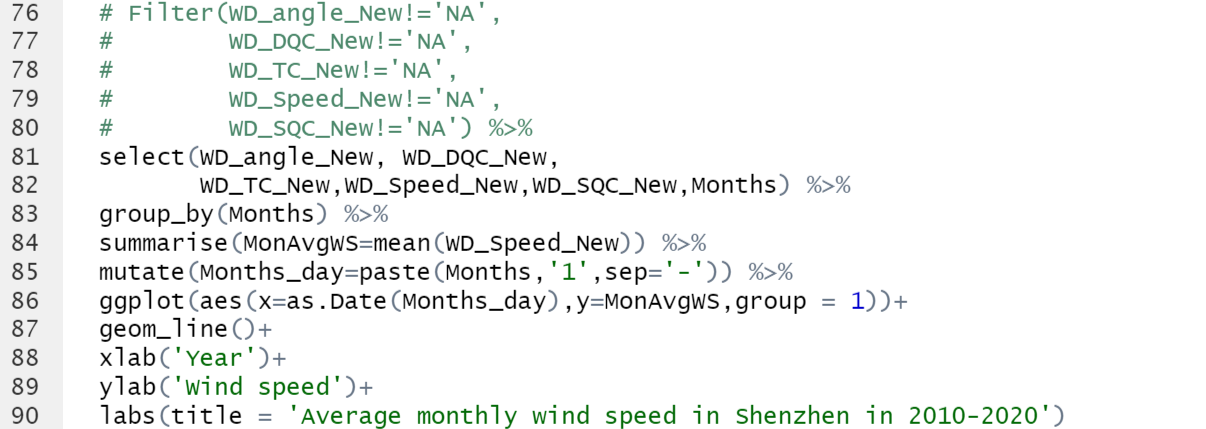 76 # Filter(WD_angle_New!='NA',
77 # WD_DQC_New!='NA',
78 # WD_TC_New!='NA',
79 # WD_Speed_New!='NA',
80 # WD_SQC_New!='NA') %>%
81 select(WD_angle_New, WD_DQC_New,
82 WD_TC_New,WD_Speed_New,WD_SQC_New,Months) %>%
83 group_by(Months) %>%
84 summarise(MonAvgWS=mean(WD_Speed_New)) %>%
85 mutate(Months_day=paste(Months,'1',sep='-')) %>%
86 ggplot(aes(x=as.Date(Months_day),y=MonAvgWS,group = 1))+
87 geom_line()+
88 xlab('Year')+
89 ylab('Wind speed')+
90 labs(title = 'Average monthly wind speed in Shenzhen in 2010-2020')